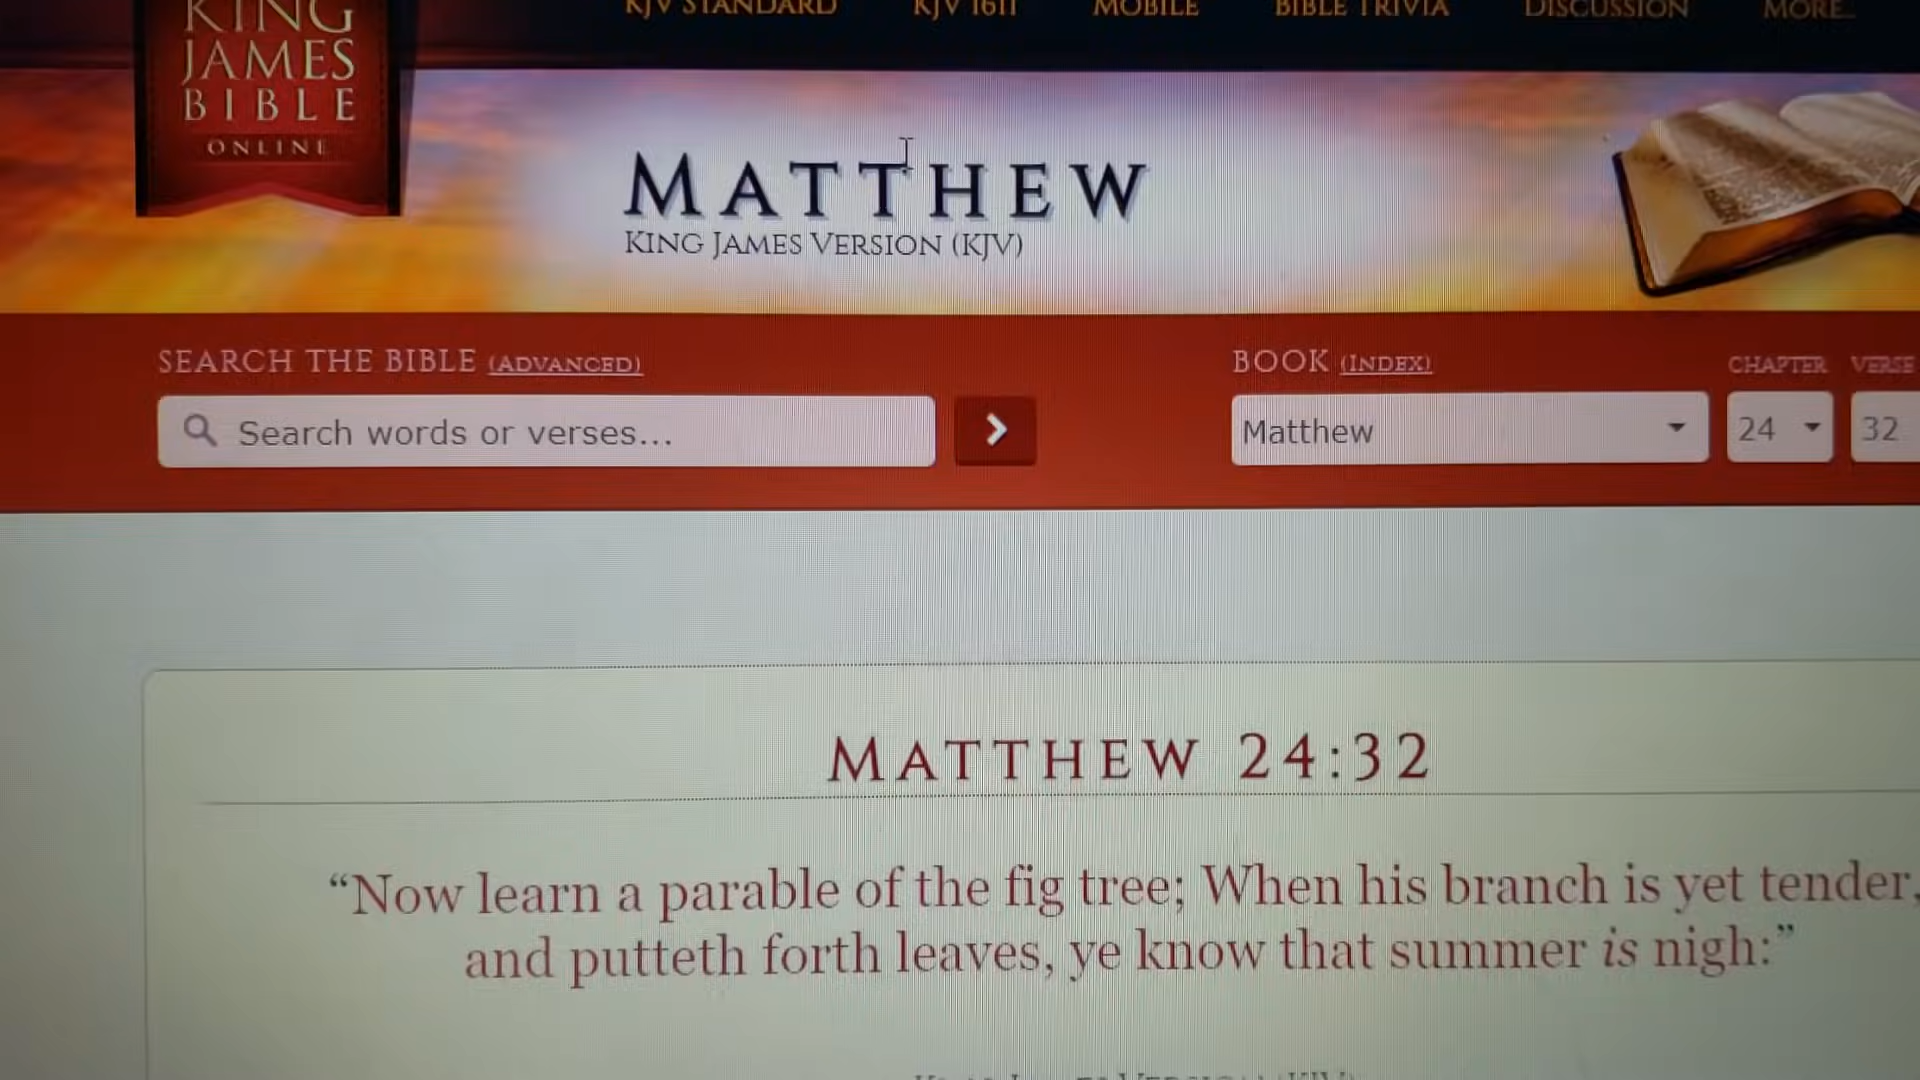 KING
JAMES
BIBLE
ONLINE
KJV STANDARD
KJV 1611
MOBILE
BIBLE TRIVIA
DISCUSSION
MORE...
MATTHEW
KING JAMES VERSION (KJV)
SEARCH THE BIBLE (ADVANCED)
Search words or verses...
BOOK (INDEX)
Matthew
CHAPTER
24
VERSE
32
MATTHEW 24:32
“Now learn a parable of the fig tree; When his branch is yet tender,
and putteth forth leaves, ye know that summer is nigh:”